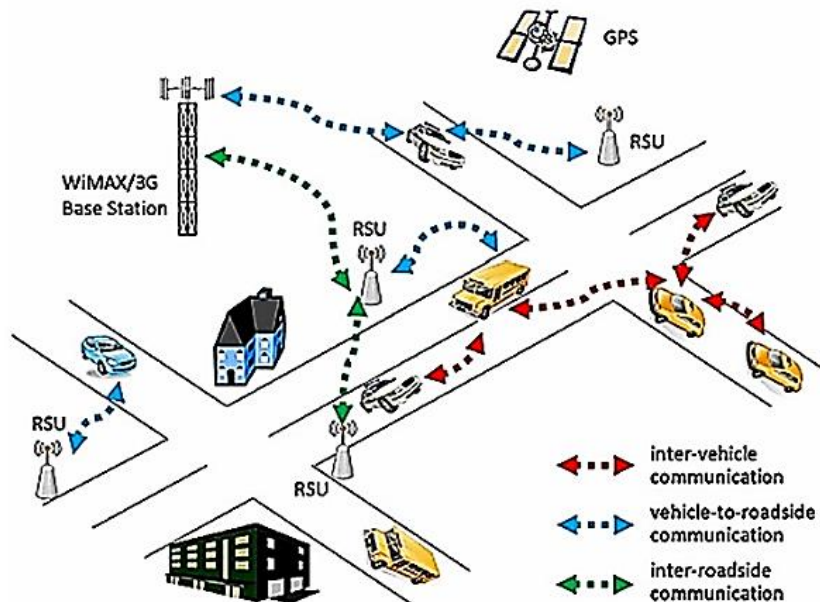 GPS
RSU
WiMAX/3G
Base Station
RSU
RSU
RSU
inter-vehicle
communication
vehicle-to-roadside
communication
inter-roadside
communication